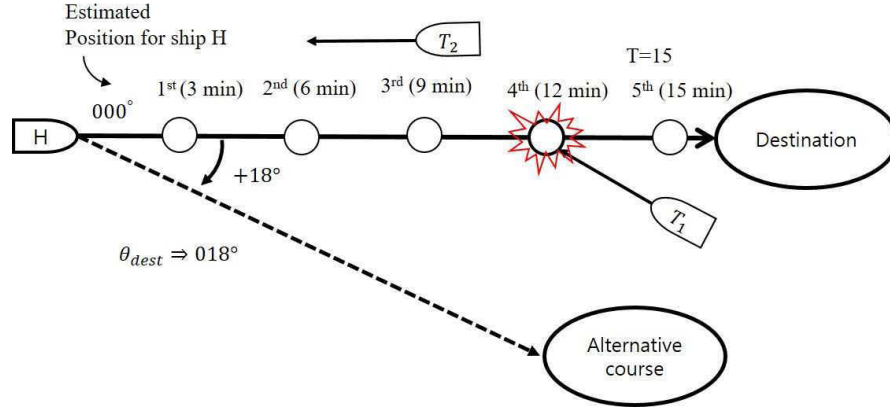 Estimated
Position for ship H
T₂
T=15
1ˢᵗ (3 min)
2ⁿᵈ (6 min)
3ʳᵈ (9 min)
4ᵗʰ (12 min)
5ᵗʰ (15 min)
000°
H
Destination
+18°
T₁
θ_dest ⇒ 018°
Alternative
course